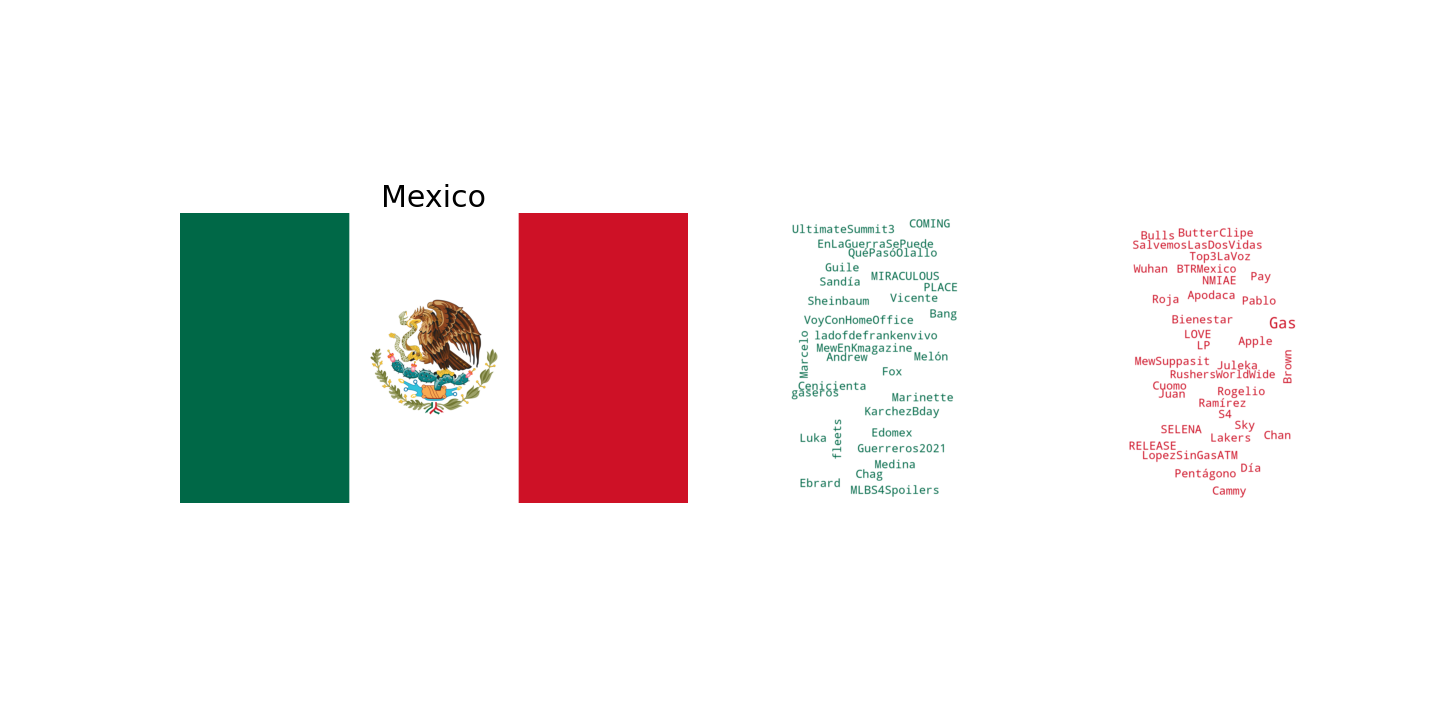 Mexico
COMING
UltimateSummit3
EnLaGuerraSePuede
QuéPasóOlallo
Guile
MIRACULOUS
Sandía
PLACE
Vicente
Sheinbaum
Bang
VoyConHomeOffice
ladofdefrankenvivo
Marcelo
MewEnKmagazine
Andrew
Melón
Fox
Cenicienta
gaseros
Marinette
KarchezBday
Edomex
Luka
fleets
Guerreros2021
Medina
Chag
Ebrard
MLBS4Spoilers
Bulls
ButterClipe
SalvemosLasDosVidas
Top3LaVoz
Wuhan
BTRMexico
NMIAE
Pay
Roja
Apodaca
Pablo
Bienestar
Gas
LOVE
LP
Apple
MewSuppasit
Juleka
Brown
RushersWorldWide
Cuomo
Juan
Rogelio
Ramírez
S4
Sky
SELENA
Lakers
Chan
RELEASE
LopezSinGasATM
Día
Pentágono
Cammy